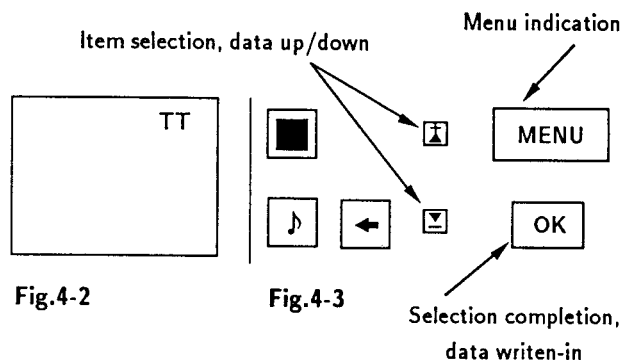 Menu indication
Item selection, data up/down
TT
MENU
OK
Fig.4-2
Fig.4-3
Selection completion,
data writen-in